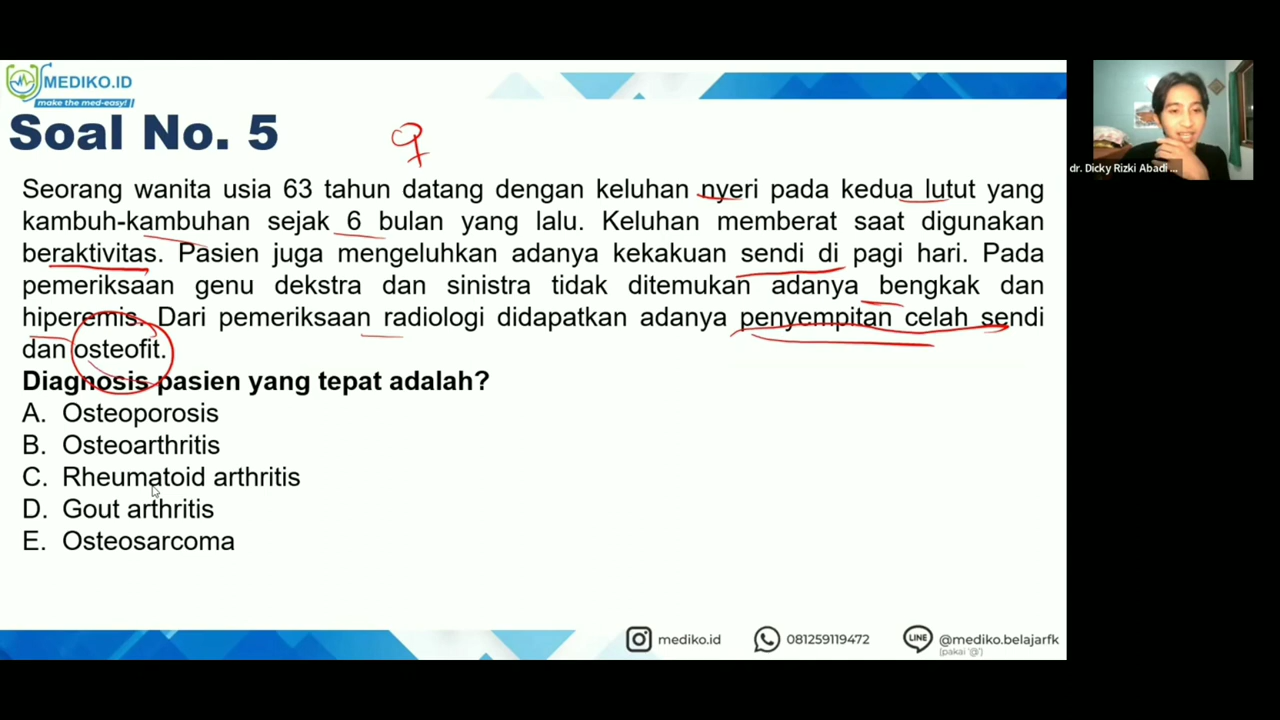 MEDIKO.ID
make the med-easy!
Soal No. 5
dr. Dicky Rizki Abadi ...
Seorang wanita usia 63 tahun datang dengan keluhan nyeri pada kedua lutut yang
kambuh-kambuhan sejak 6 bulan yang lalu. Keluhan memberat saat digunakan
beraktivitas. Pasien juga mengeluhkan adanya kekakuan sendi di pagi hari. Pada
pemeriksaan genu dekstra dan sinistra tidak ditemukan adanya bengkak dan
hiperemis. Dari pemeriksaan radiologi didapatkan adanya penyempitan celah sendi
dan osteofit.
Diagnosis pasien yang tepat adalah?
A. Osteoporosis
B. Osteoarthritis
C. Rheumatoid arthritis
D. Gout arthritis
E. Osteosarcoma
mediko.id
081259119472
LINE
@mediko.belajarfk
(pakai '@')